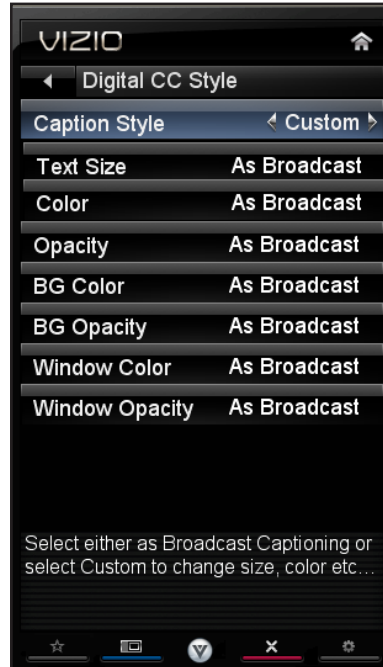 VIZIO
Digital CC Style
Caption Style Custom
Text Size As Broadcast
Color As Broadcast
Opacity As Broadcast
BG Color As Broadcast
BG Opacity As Broadcast
Window Color As Broadcast
Window Opacity As Broadcast
Select either as Broadcast Captioning or
select Custom to change size, color etc...
V